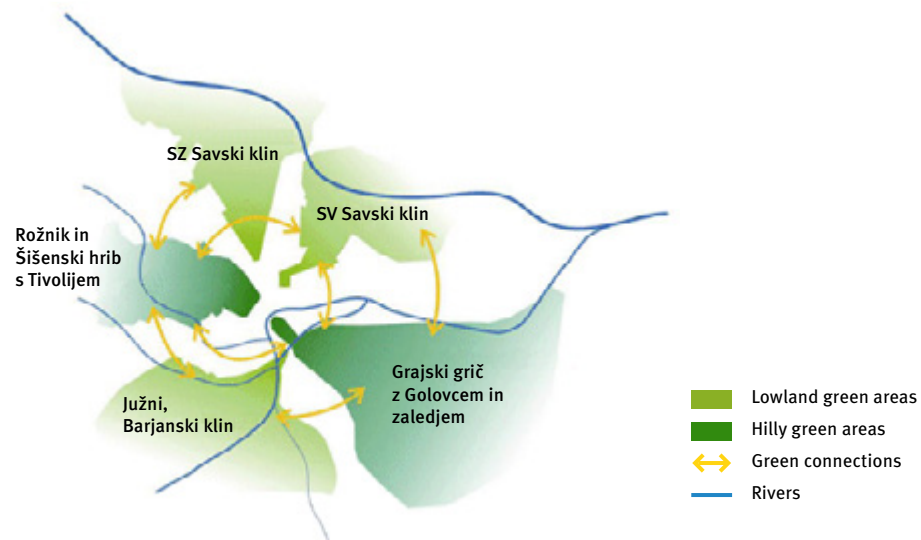 SZ Savski klin
SV Savski klin
Rožnik in
Šišenski hrib
s Tivolijem
Grajski grič
z Golovcem in
zaledjem
Južni,
Barjanski klin
Lowland green areas
Hilly green areas
Green connections
Rivers